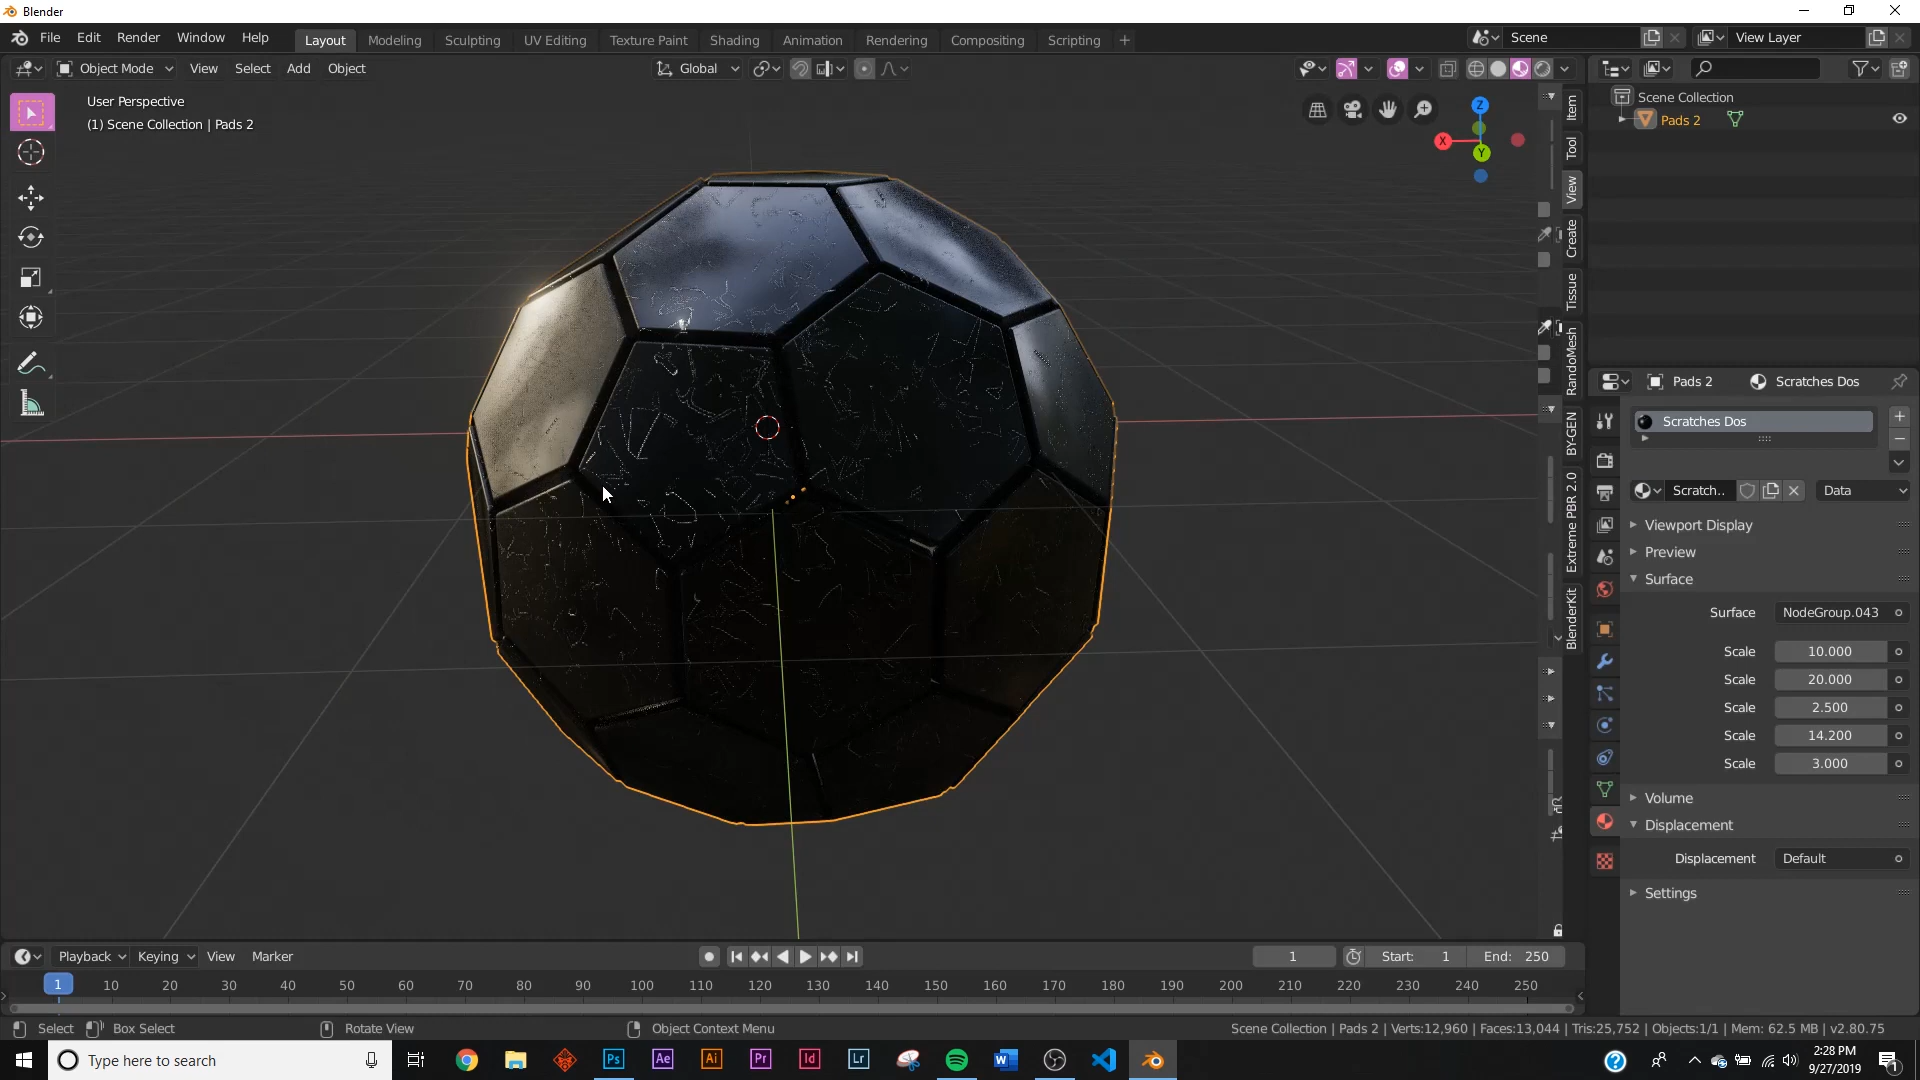 Blender
File Edit Render Window Help Layout Modeling Sculpting UV Editing Texture Paint Shading Animation Rendering Compositing Scripting + Scene View Layer
Object Mode View Select Add Object Global
User Perspective
(1) Scene Collection | Pads 2
Z
X
Y
Item
Tool
View
Create
Tissue
RandoMesh
BY-GEN
Extreme PBR 2.0
BlenderKit
Scene Collection
Pads 2
Pads 2 Scratches Dos
Scratches Dos
Scratch.. Data
Viewport Display
Preview
Surface
Surface NodeGroup.043
Scale 10.000
Scale 20.000
Scale 2.500
Scale 14.200
Scale 3.000
Volume
Displacement
Displacement Default
Settings
Playback Keying View Marker 1 Start: 1 End: 250
1 10 20 30 40 50 60 70 80 90 100 110 120 130 140 150 160 170 180 190 200 210 220 230 240 250
Select Box Select Rotate View Object Context Menu Scene Collection | Pads 2 | Verts:12,960 | Faces:13,044 | Tris:25,752 | Objects:1/1 | Mem: 62.5 MB | v2.80.75
Type here to search Ps Ae Ai Pr Id Lr
2:28 PM
9/27/2019
1